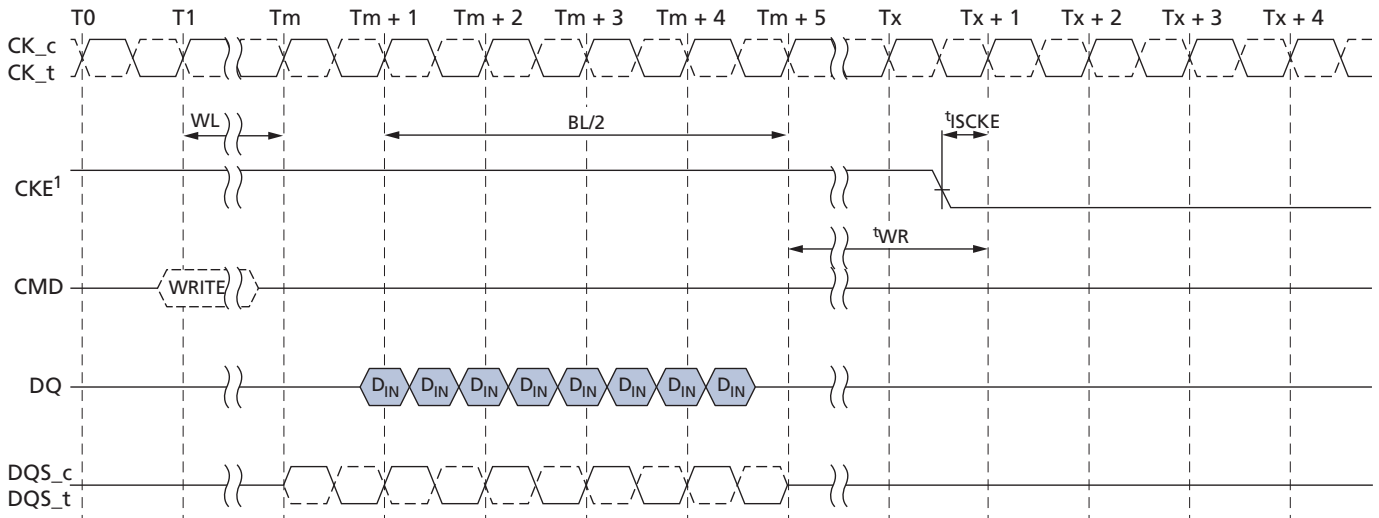 T0 T1 Tm Tm + 1 Tm + 2 Tm + 3 Tm + 4 Tm + 5 Tx Tx + 1 Tx + 2 Tx + 3 Tx + 4
CK_c
CK_t
WL BL/2 tISCKE
CKE1
tWR
CMD WRITE
DQ DIN DIN DIN DIN DIN DIN DIN DIN
DQS_c
DQS_t